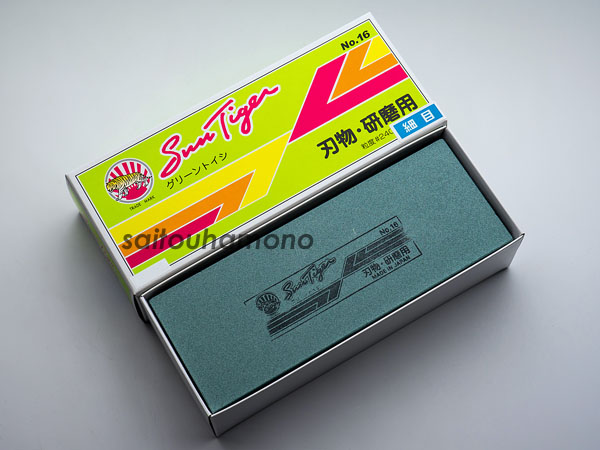 No.16
Sun Tiger
グリーントイシ
刃物・研磨用
粒度#240
細目
TRADE MARK
saitouhamono
No.16
Sun Tiger
刃物・研磨用
MADE IN JAPAN